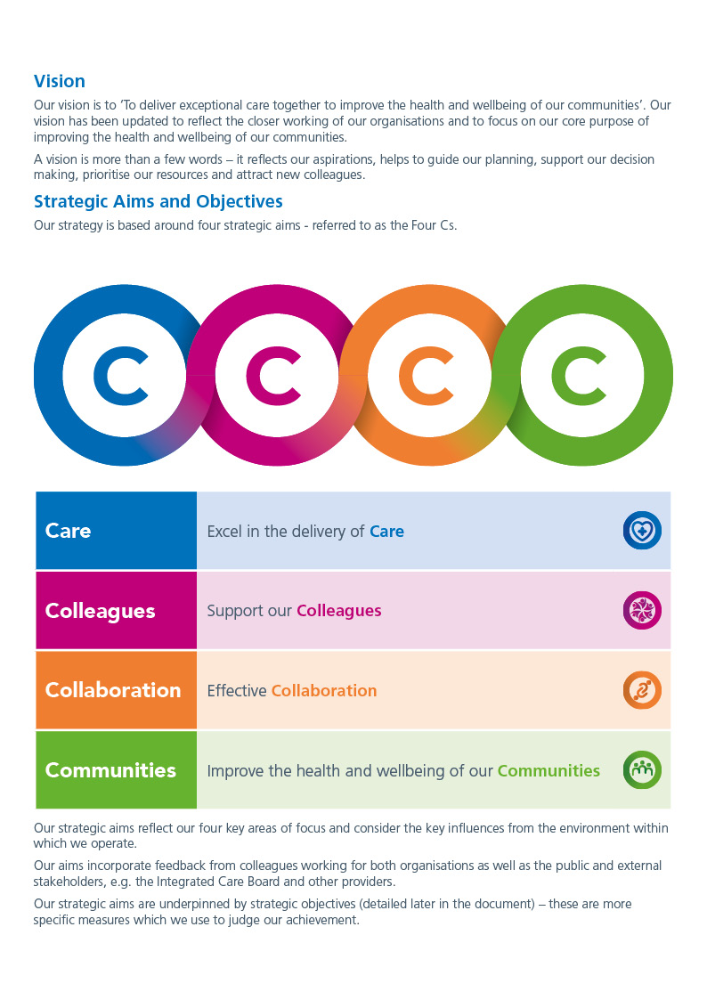 Vision
Our vision is to ‘To deliver exceptional care together to improve the health and wellbeing of our communities’. Our
vision has been updated to reflect the closer working of our organisations and to focus on our core purpose of
improving the health and wellbeing of our communities.
A vision is more than a few words – it reflects our aspirations, helps to guide our planning, support our decision
making, prioritise our resources and attract new colleagues.
Strategic Aims and Objectives
Our strategy is based around four strategic aims - referred to as the Four Cs.
C C C C
Care Excel in the delivery of Care
Colleagues Support our Colleagues
Collaboration Effective Collaboration
Communities Improve the health and wellbeing of our Communities
Our strategic aims reflect our four key areas of focus and consider the key influences from the environment within
which we operate.
Our aims incorporate feedback from colleagues working for both organisations as well as the public and external
stakeholders, e.g. the Integrated Care Board and other providers.
Our strategic aims are underpinned by strategic objectives (detailed later in the document) – these are more
specific measures which we use to judge our achievement.